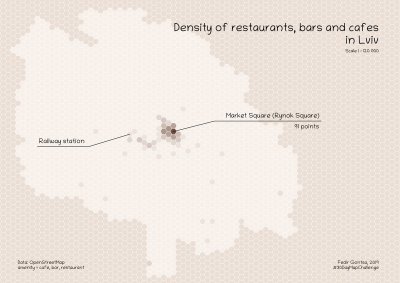 Density of restaurants, bars and cafes
in Lviv
Scale 1 : 120 000
Market Square (Rynok Square)
91 points
Railway station
Data: OpenStreetMap
amenity = cafe, bar, restaurant
Fedir Gontsa, 2019
#30DayMapChallenge